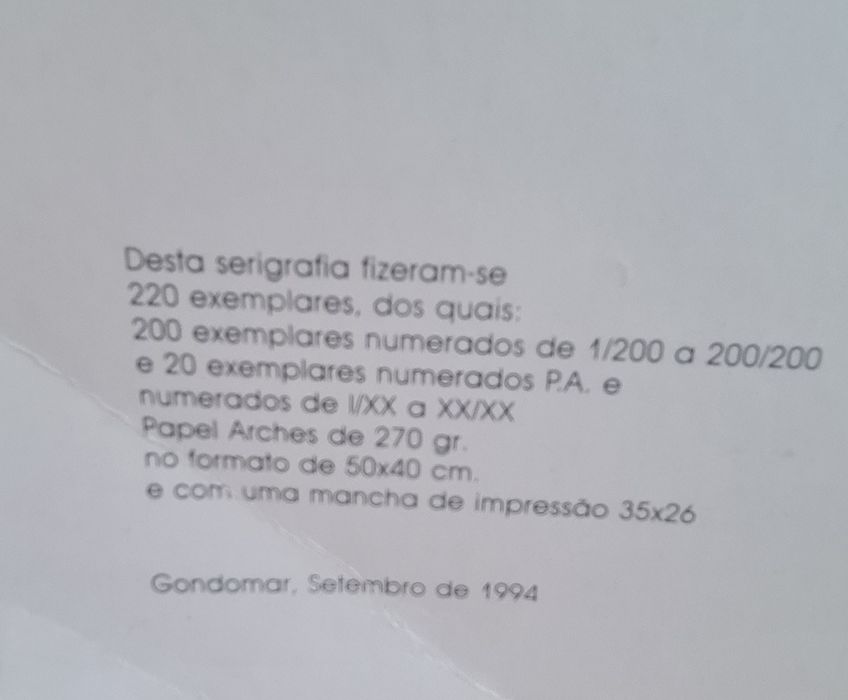 Desta serigrafia fizeram-se
220 exemplares, dos quais:
200 exemplares numerados de 1/200 a 200/200
e 20 exemplares numerados P.A. e
numerados de I/XX a XX/XX
Papel Arches de 270 gr.
no formato de 50x40 cm.
e com uma mancha de impressão 35x26
Gondomar, Setembro de 1994